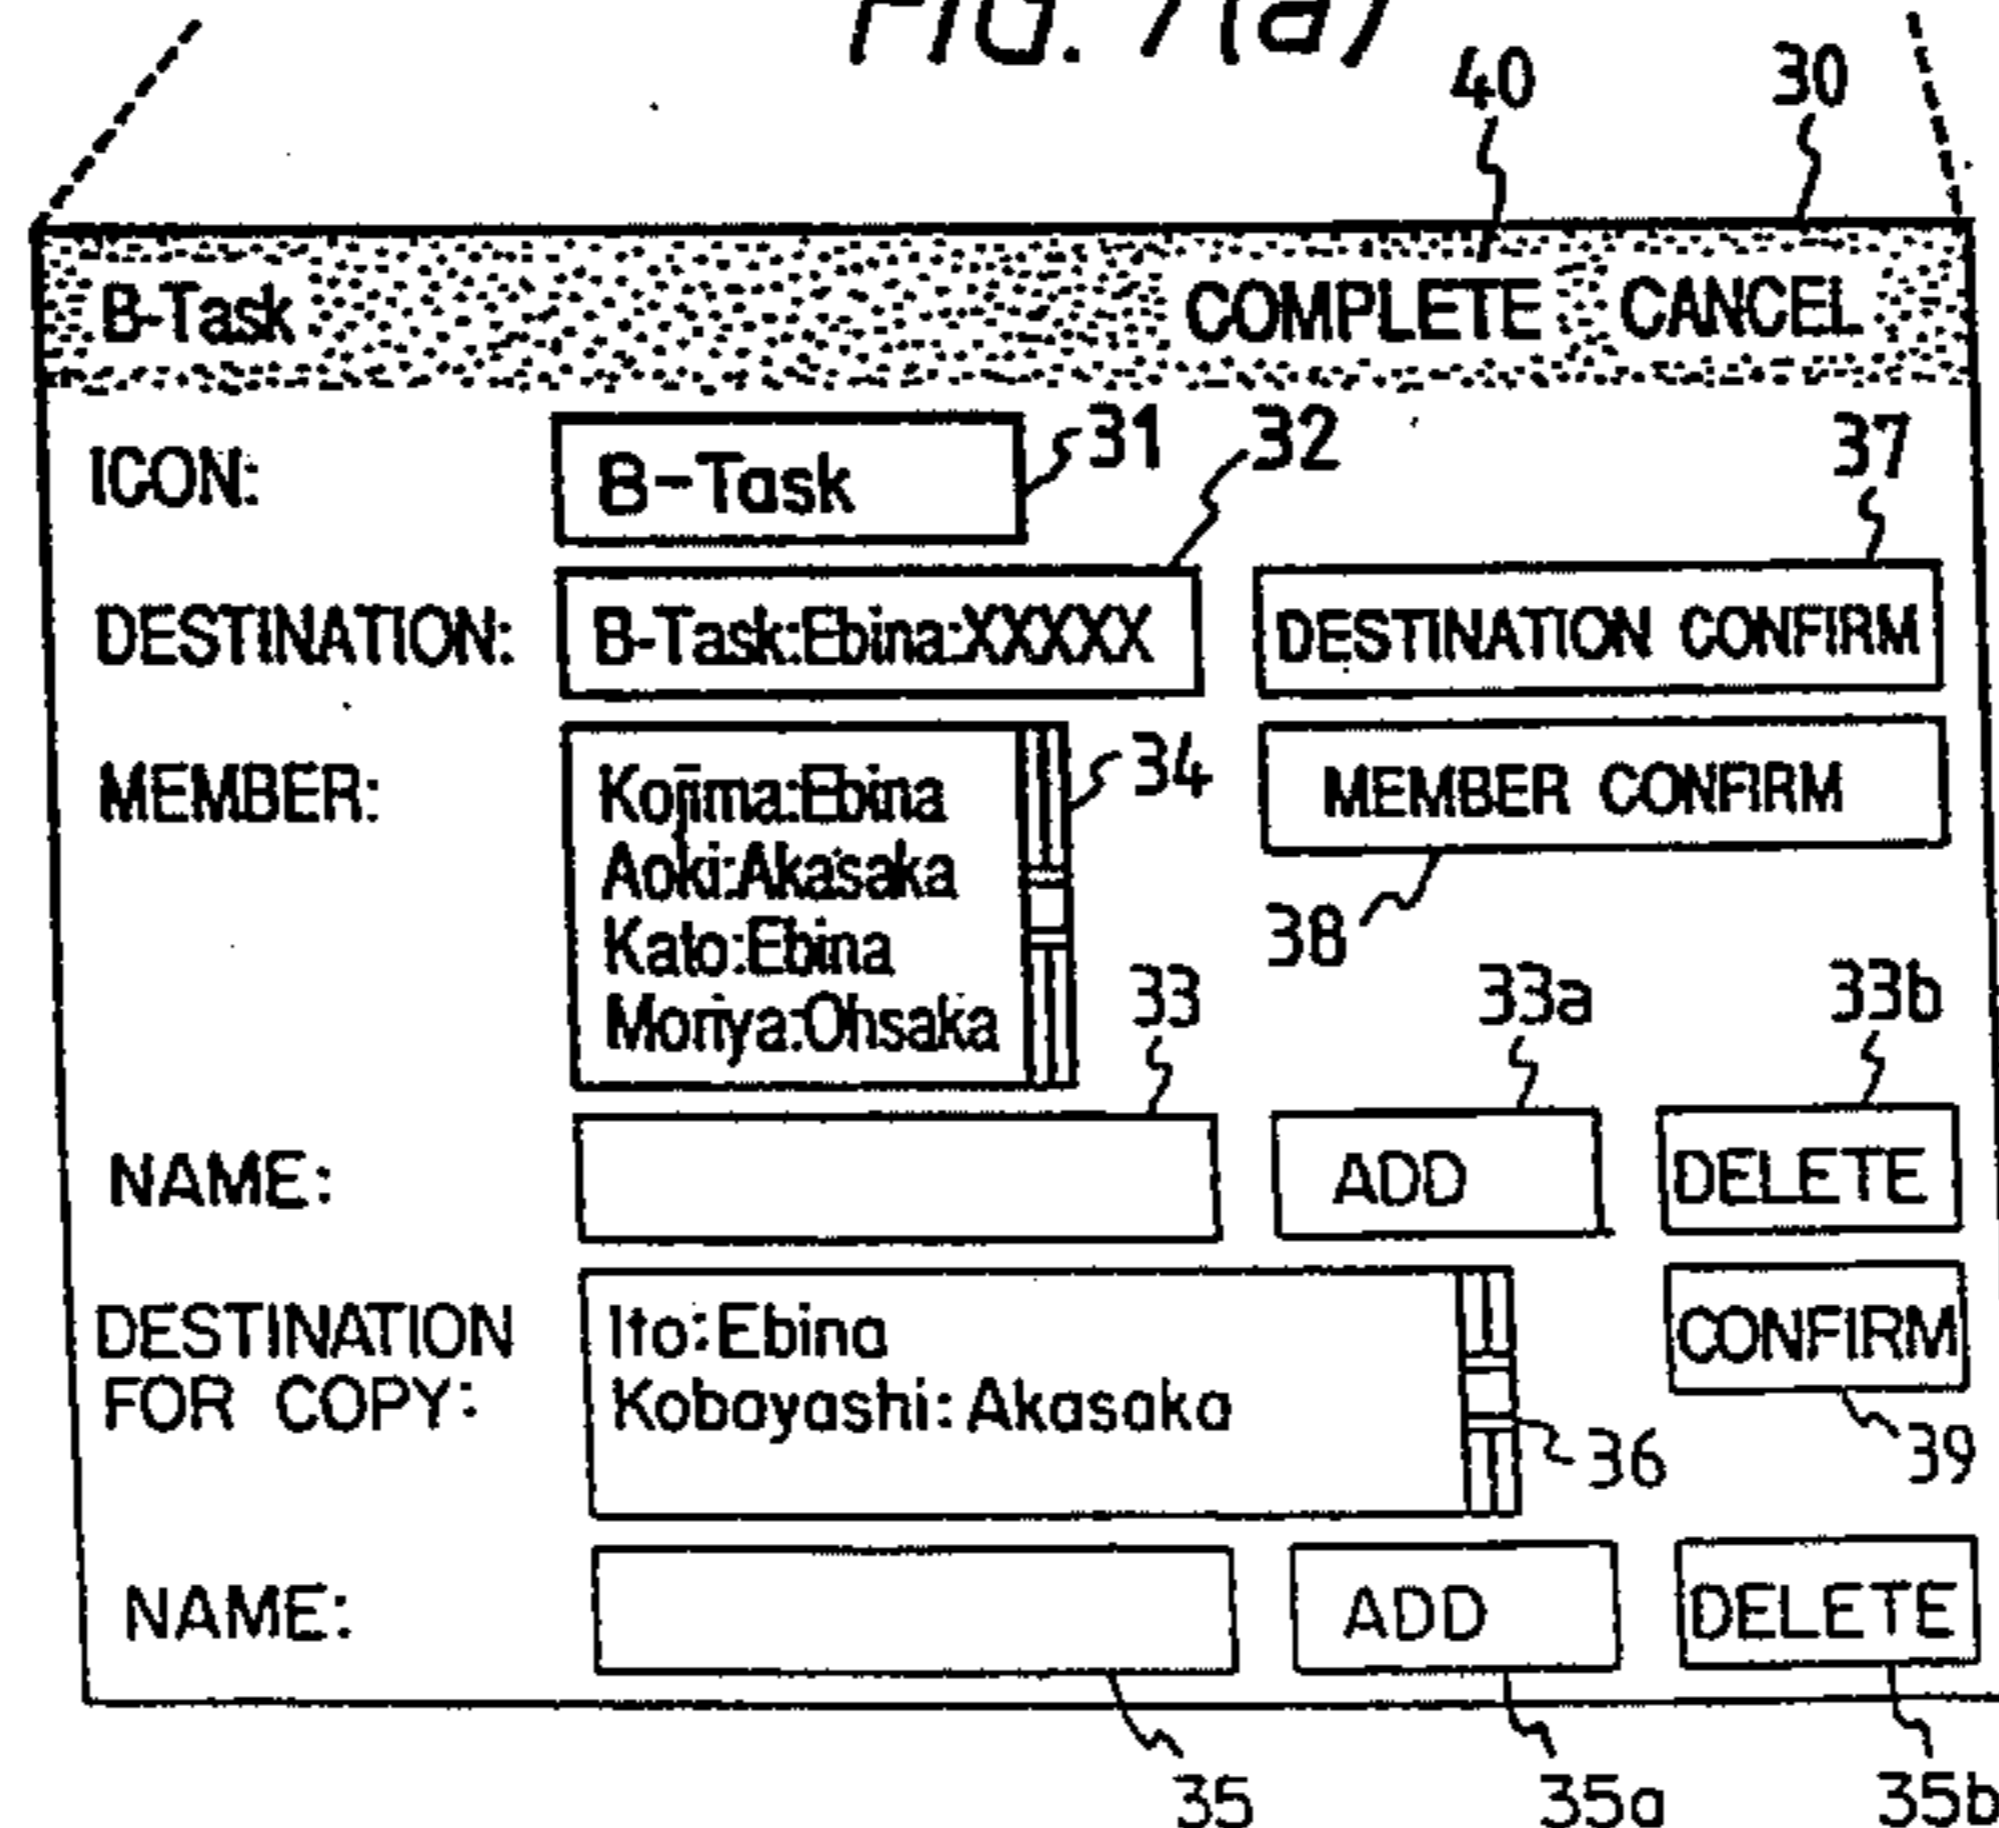 FIG. 7(a)
40 30
B-Task COMPLETE CANCEL
ICON: B-Task 31 32 37
DESTINATION: B-Task:Ebina:XXXXX DESTINATION CONFIRM
MEMBER: Kojima:Ebina 34 MEMBER CONFIRM
Aoki:Akasaka
Kato:Ebina 38
Moriya:Ohsaka 33 33a 33b
NAME: ADD DELETE
DESTINATION Ito:Ebina CONFIRM
FOR COPY: Kobayashi:Akasaka 36 39
NAME: ADD DELETE
35 35a 35b